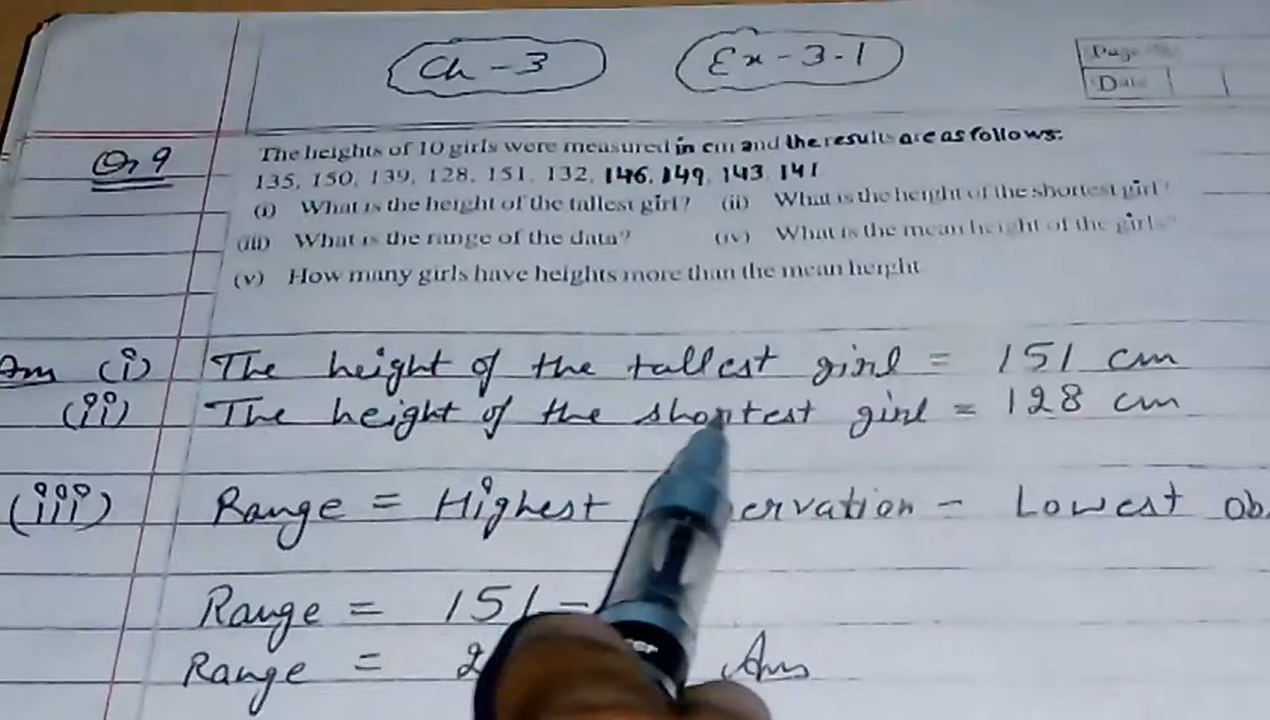 Ch - 3
Ex - 3.1
Page
Date
Q 9
The heights of 10 girls were measured in cm and the results are as follows:
135, 150, 139, 128, 151, 132, 146, 149, 143, 141
(i) What is the height of the tallest girl? (ii) What is the height of the shortest girl?
(iii) What is the range of the data? (iv) What is the mean height of the girls?
(v) How many girls have heights more than the mean height
Ans (i) The height of the tallest girl = 151 cm
(ii) The height of the shortest girl = 128 cm
(iii) Range = Highest ervation - Lowest Ob
Range = 151 -
Range = 2 Ans